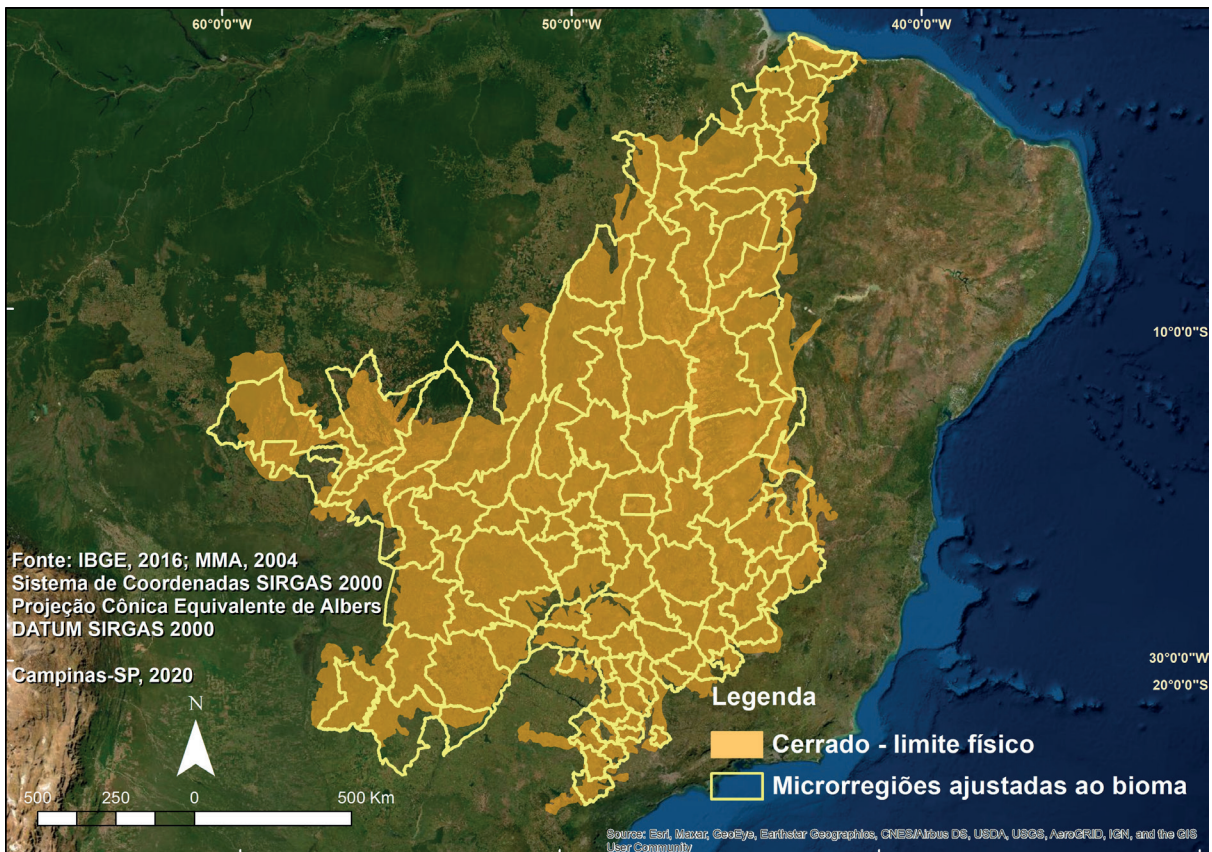 60°0'0"W
50°0'0"W
40°0'0"W
10°0'0"S
Fonte: IBGE, 2016; MMA, 2004
Sistema de Coordenadas SIRGAS 2000
Projeção Cônica Equivalente de Albers
DATUM SIRGAS 2000
Campinas-SP, 2020
30°0'0"W
20°0'0"S
N
Legenda
Cerrado - limite físico
Microrregiões ajustadas ao bioma
500 250 0 500 Km
Source: Esri, Maxar, GeoEye, Earthstar Geographics, CNES/Airbus DS, USDA, USGS, AeroGRID, IGN, and the GIS
User Community